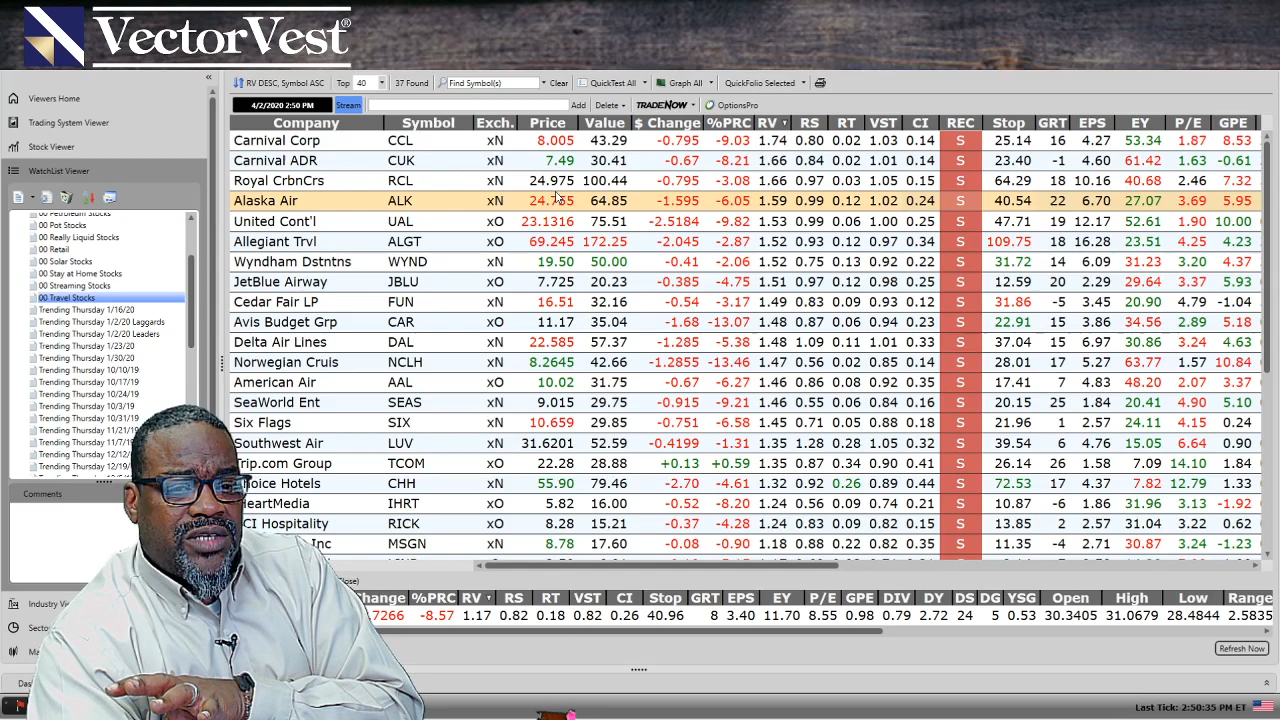 VectorVest®
«
RV DESC, Symbol ASC Top 40 37 Found Find Symbol(s) Clear QuickTest All Graph All QuickFolio Selected
Viewers Home
4/2/2020 2:50 PM Stream Add Delete TRADENOW OptionsPro
Trading System Viewer
Stock Viewer
WatchList Viewer
00 Petroleum Stocks
00 Pot Stocks
00 Really Liquid Stocks
00 Retail
00 Solar Stocks
00 Stay at Home Stocks
00 Streaming Stocks
00 Travel Stocks
Trending Thursday 1/16/20
Trending Thursday 1/2/20 Laggards
Trending Thursday 1/2/20 Leaders
Trending Thursday 1/23/20
Trending Thursday 1/30/20
Trending Thursday 10/10/19
Trending Thursday 10/17/19
Trending Thursday 10/24/19
Trending Thursday 10/3/19
Trending Thursday 10/31/19
Trending Thursday 11/21/19
Trending Thursday 11/7/19
Trending Thursday 12/12/
Trending Thursday 12/19/
Comments
Company Symbol Exch. Price Value $ Change %PRC RV RS RT VST CI REC Stop GRT EPS EY P/E GPE
Carnival Corp CCL xN 8.005 43.29 -0.795 -9.03 1.74 0.80 0.02 1.03 0.14 S 25.14 16 4.27 53.34 1.87 8.53
Carnival ADR CUK xN 7.49 30.41 -0.67 -8.21 1.66 0.94 0.02 1.03 0.14 S 23.40 -1 4.60 61.42 1.63 -0.61
Royal CrbnCrs RCL xN 24.975 100.44 -0.795 -3.08 1.66 0.97 0.03 1.05 0.15 S 64.29 18 10.16 40.68 2.46 7.32
Alaska Air ALK xN 64.85 -1.595 -6.05 1.59 0.99 0.12 1.02 0.24 S 40.54 22 6.70 27.07 3.69 5.95
United Cont'l UAL xO 23.1316 75.51 -2.5184 -9.82 1.53 0.99 0.06 1.00 0.25 S 47.71 19 12.17 52.61 1.90 10.00
Allegiant Trvl ALGT xO 69.245 172.25 -2.045 -2.87 1.52 0.93 0.12 0.97 0.34 S 109.75 18 16.28 23.51 4.25 4.23
Wyndham Dstntns WYND xN 19.50 50.00 -0.41 -2.06 1.52 0.75 0.13 0.92 0.22 S 31.72 14 6.09 31.23 3.20 4.37
JetBlue Airway JBLU xO 7.725 20.23 -0.385 -4.75 1.51 0.97 0.12 0.98 0.25 S 12.59 20 2.29 29.64 3.37 5.93
Cedar Fair LP FUN xN 16.51 32.16 -0.54 -3.17 1.49 0.83 0.09 0.93 0.12 S 31.86 -5 3.45 20.90 4.79 -1.04
Avis Budget Grp CAR xO 11.17 35.04 -1.68 -13.07 1.48 0.87 0.06 0.94 0.23 S 22.91 15 3.86 34.56 2.89 5.18
Delta Air Lines DAL xN 22.585 57.37 -1.285 -5.38 1.48 1.09 0.11 1.01 0.33 S 37.04 15 6.97 30.86 3.24 4.63
Norwegian Cruis NCLH xN 8.2645 42.66 -1.2855 -13.46 1.47 0.56 0.02 0.85 0.14 S 28.01 17 5.27 63.77 1.57 10.84
American Air AAL xO 10.02 31.75 -0.67 -6.27 1.46 0.86 0.08 0.92 0.35 S 17.41 7 4.83 48.20 2.07 3.37
SeaWorld Ent SEAS xN 9.015 29.75 -0.915 -9.21 1.46 0.55 0.06 0.84 0.16 S 20.15 25 1.84 20.41 4.90 5.10
Six Flags SIX xN 10.659 29.85 -0.751 -6.58 1.45 0.71 0.05 0.88 0.18 S 21.96 1 2.57 24.11 4.15 0.24
Southwest Air LUV xN 31.6201 52.59 -0.4199 -1.31 1.35 1.28 0.28 1.05 0.32 S 39.54 6 4.76 15.05 6.64 0.90
Trip.com Group TCOM xO 22.28 28.88 +0.13 +0.59 1.35 0.87 0.34 0.90 0.41 S 26.14 26 1.58 7.09 14.10 1.84
hoice Hotels CHH xN 55.90 79.46 -2.70 -4.61 1.32 0.92 0.26 0.89 0.44 S 72.53 17 4.37 7.82 12.79 1.33
HeartMedia IHRT xO 5.82 16.00 -0.52 -8.20 1.24 0.56 0.09 0.74 0.21 S 10.87 -6 1.86 31.96 3.13 -1.92
CI Hospitality RICK xO 8.28 15.21 -0.37 -4.28 1.24 0.83 0.09 0.82 0.15 S 13.85 2 2.57 31.04 3.22 0.62
Inc MSGN xN 8.78 17.60 -0.08 -0.90 1.18 0.88 0.22 0.82 0.35 S 11.35 -4 2.71 30.87 3.24 -1.23
lose)
Industry Vie
Change %PRC RV RS RT VST CI Stop GRT EPS EY P/E GPE DIV DY DS DG YSG Open High Low Range
.7266 -8.57 1.17 0.82 0.18 0.82 0.26 40.96 8 3.40 11.70 8.55 0.98 0.79 2.72 24 5 0.53 30.3405 31.0679 28.4844 2.5835
Secto
Ma
Refresh Now
Das
Last Tick: 2:50:35 PM ET